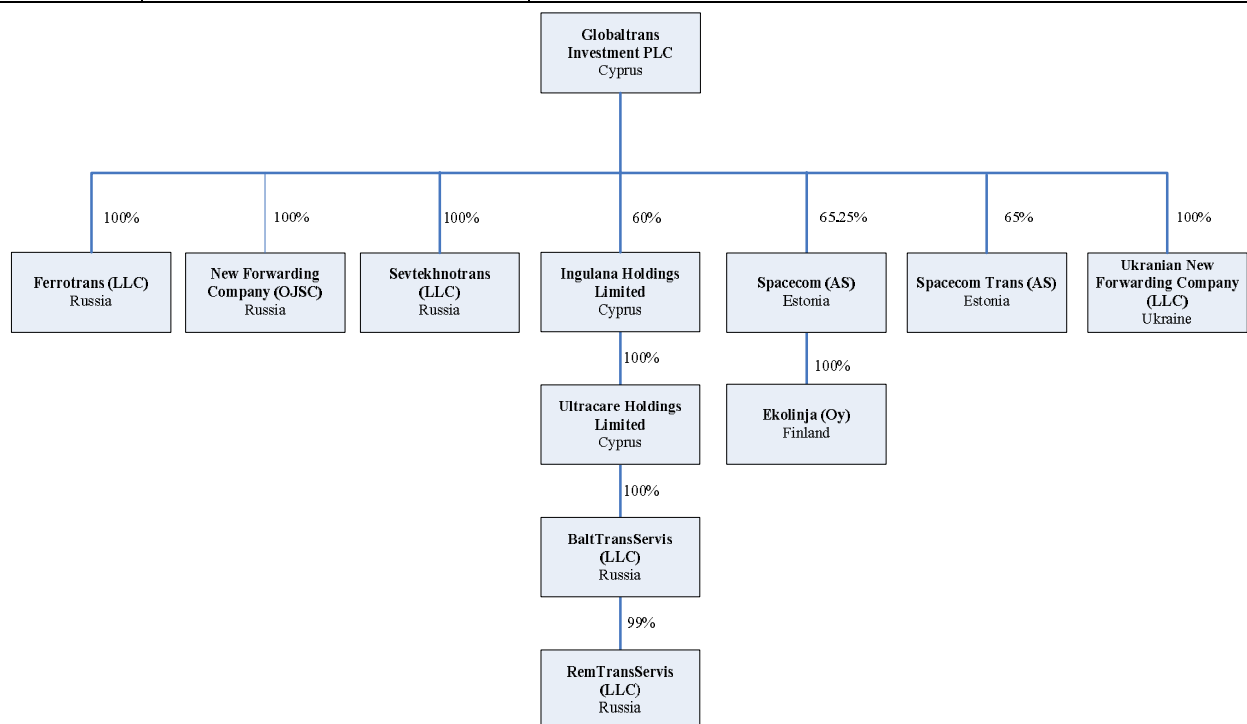 Globaltrans
Investment PLC
Cyprus
100%
100%
100%
60%
65.25%
65%
100%
Ferrotrans (LLC)
Russia
New Forwarding
Company (OJSC)
Russia
Sevtekhnotrans
(LLC)
Russia
Ingulana Holdings
Limited
Cyprus
Spacecom (AS)
Estonia
Spacecom Trans (AS)
Estonia
Ukranian New
Forwarding Company
(LLC)
Ukraine
100%
100%
Ultracare Holdings
Limited
Cyprus
Ekolinja (Oy)
Finland
100%
BaltTransServis
(LLC)
Russia
99%
RemTransServis
(LLC)
Russia